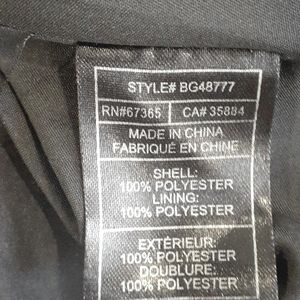 STYLE# BG48777
RN#67365 CA# 35884
MADE IN CHINA
FABRIQUÉ EN CHINE
SHELL:
100% POLYESTER
LINING:
100% POLYESTER
EXTÉRIEUR:
100% POLYESTER
DOUBLURE:
100% POLYESTER